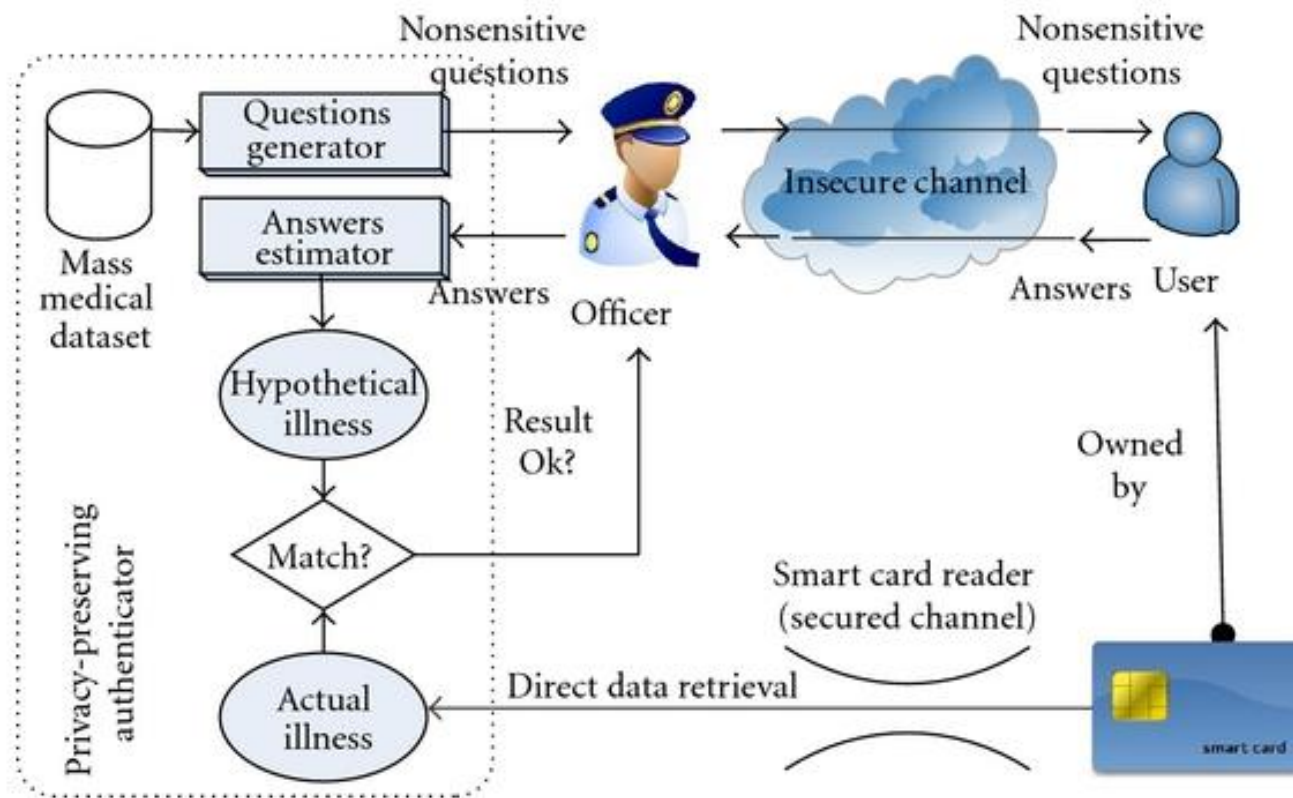 Nonsensitive
questions
Nonsensitive
questions
Questions
generator
Insecure channel
Answers
estimator
Mass
medical
dataset
Answers
Officer
Answers
User
Hypothetical
illness
Result
Ok?
Owned
by
Match?
Privacy-preserving
authenticator
Smart card reader
(secured channel)
Direct data retrieval
Actual
illness
smart card